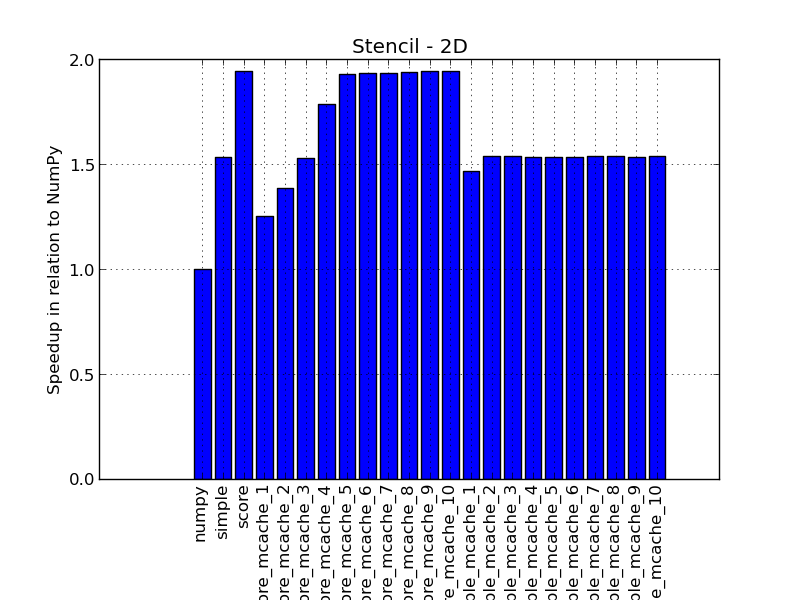 Stencil - 2D
Speedup in relation to NumPy
2.0
1.5
1.0
0.5
0.0
numpy
simple
score
ore_mcache_1
ore_mcache_2
ore_mcache_3
ore_mcache_4
ore_mcache_5
ore_mcache_6
ore_mcache_7
ore_mcache_8
ore_mcache_9
re_mcache_10
ple_mcache_1
ple_mcache_2
ple_mcache_3
ple_mcache_4
ple_mcache_5
ple_mcache_6
ple_mcache_7
ple_mcache_8
ple_mcache_9
e_mcache_10